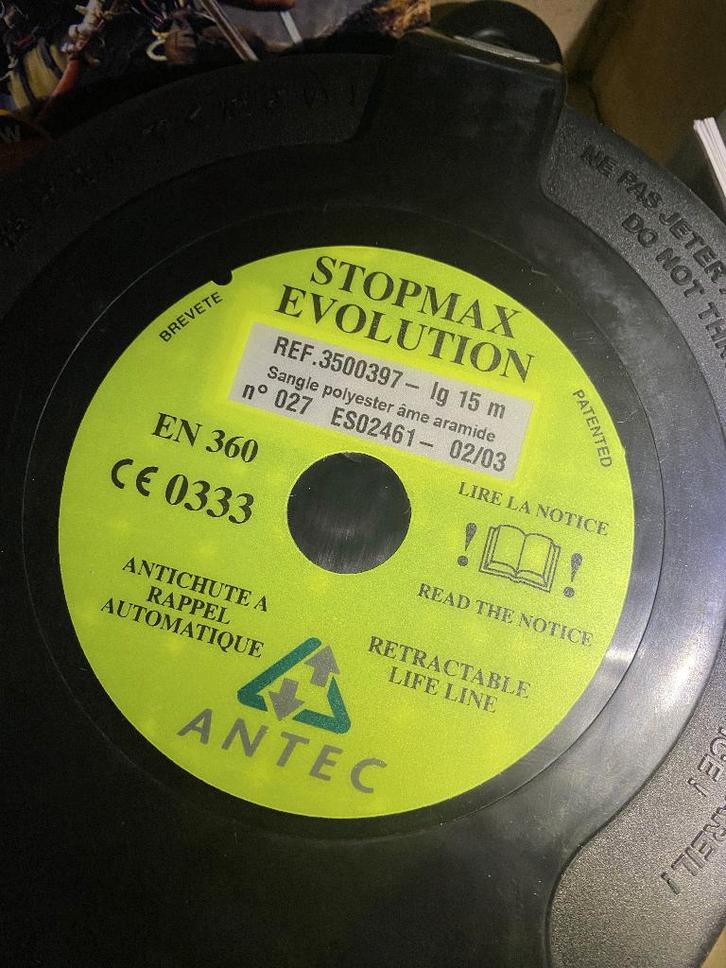 STOPMAX
EVOLUTION
BREVETE
REF.3500397 – lg 15 m
Sangle polyester âme aramide
n° 027 ES02461 – 02/03
PATENTED
EN 360
CE 0333
LIRE LA NOTICE
! !
READ THE NOTICE
ANTICHUTE A
RAPPEL
AUTOMATIQUE
RETRACTABLE
LIFE LINE
ANTEC
NE PAS JETER
DO NOT